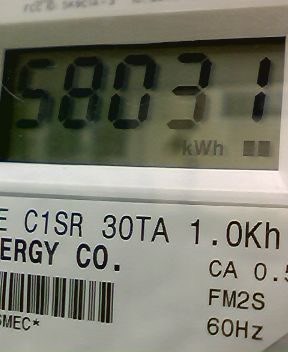 58031
kWh
E C1SR 30TA 1.0Kh
ERGY CO.
CA 0.5
FM2S
SMEC*
60Hz